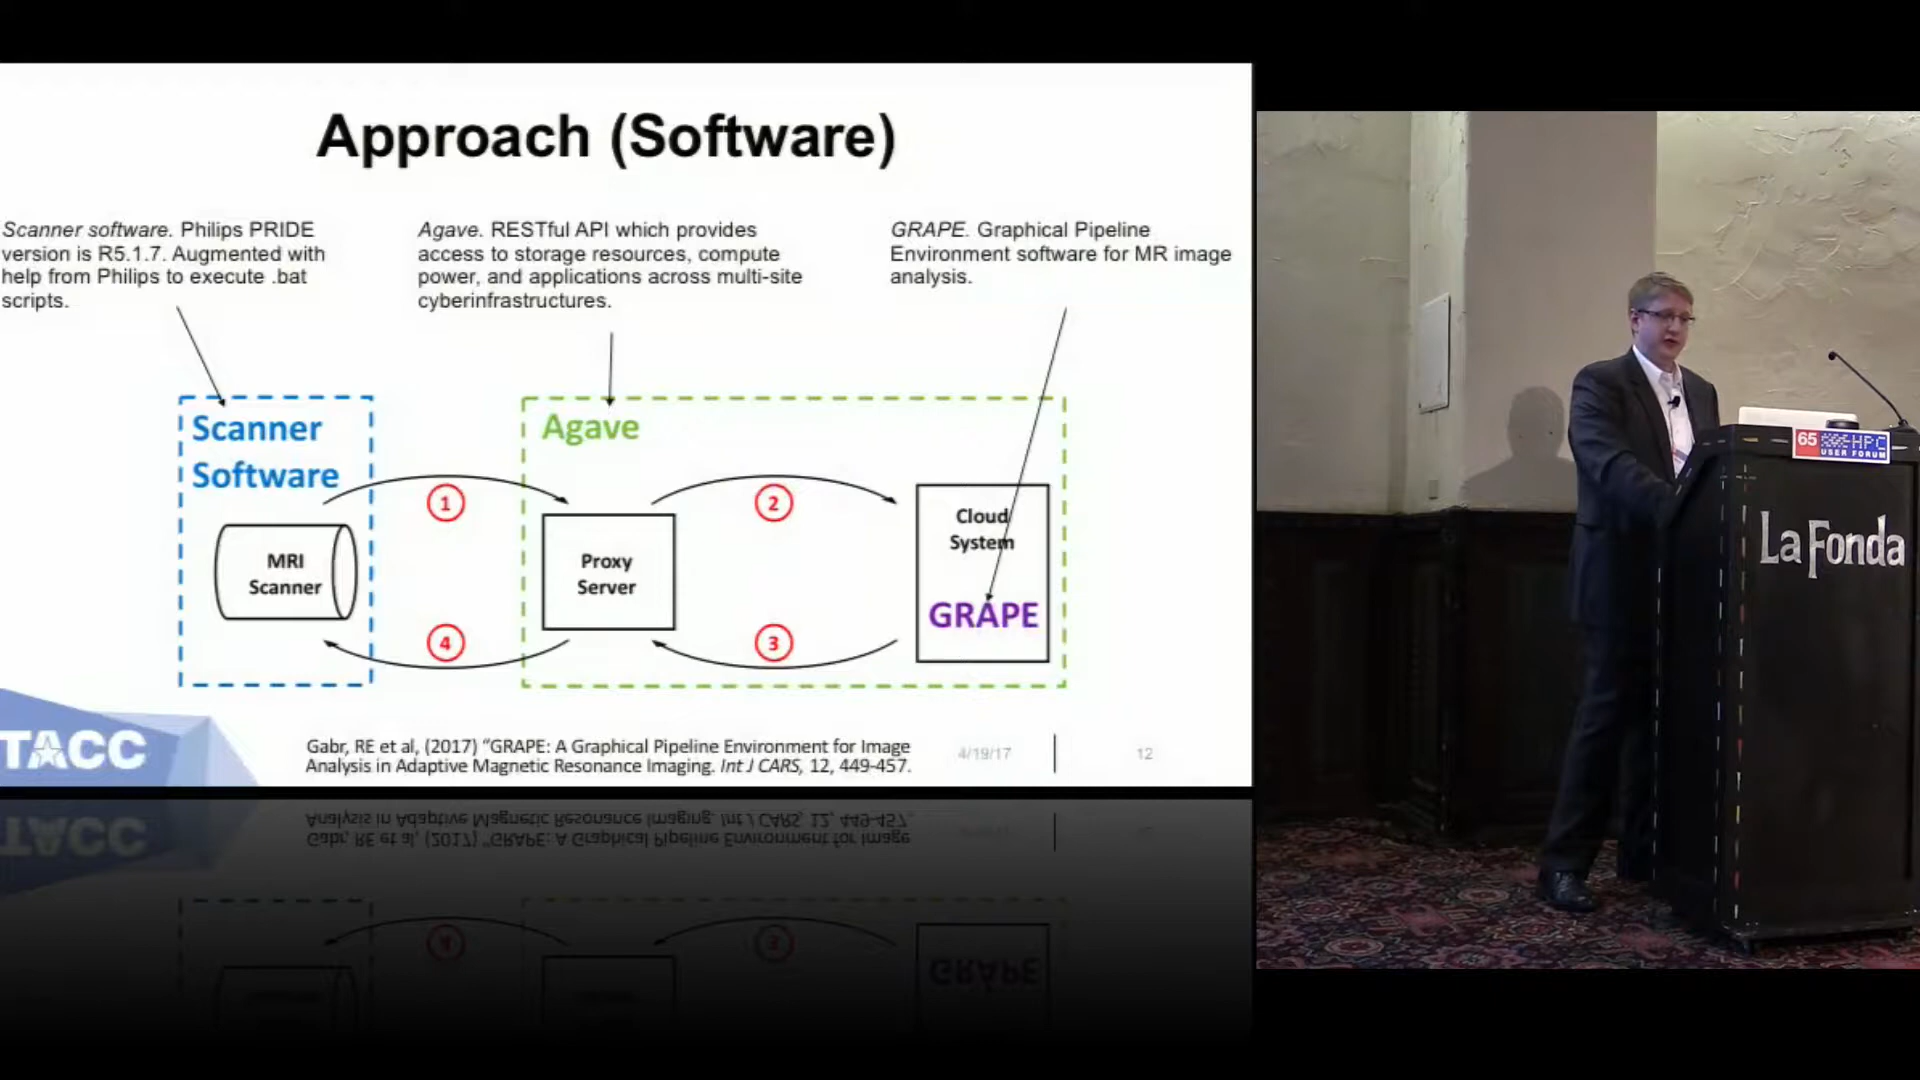 Approach (Software)
Scanner software. Philips PRIDE
version is R5.1.7. Augmented with
help from Philips to execute .bat
scripts.
Agave. RESTful API which provides
access to storage resources, compute
power, and applications across multi-site
cyberinfrastructures.
GRAPE. Graphical Pipeline
Environment software for MR image
analysis.
Scanner
Software
MRI
Scanner
1
4
Agave
Proxy
Server
2
3
Cloud
System
GRAPE
TACC
Gabr, RE et al, (2017) “GRAPE: A Graphical Pipeline Environment for Image
Analysis in Adaptive Magnetic Resonance Imaging. Int J CARS, 12, 449-457.
4/19/17
12
65 HPC
USER FORUM
La Fonda